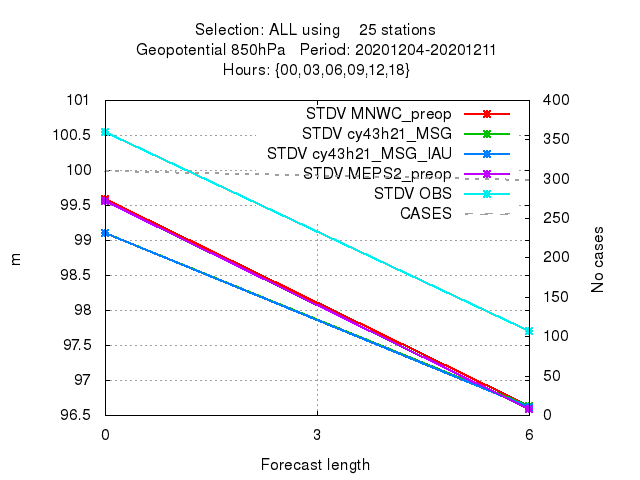 Selection: ALL using    25 stations
Geopotential 850hPa   Period: 20201204-20201211
Hours: {00,03,06,09,12,18}
101
100.5
100
99.5
99
98.5
98
97.5
97
96.5
m
STDV MNWC_preop
STDV cy43h21_MSG
STDV cy43h21_MSG_IAU
STDV MEPS2_preop
STDV OBS
CASES
400
350
300
250
200
150
100
50
0
No cases
0 3 6
Forecast length